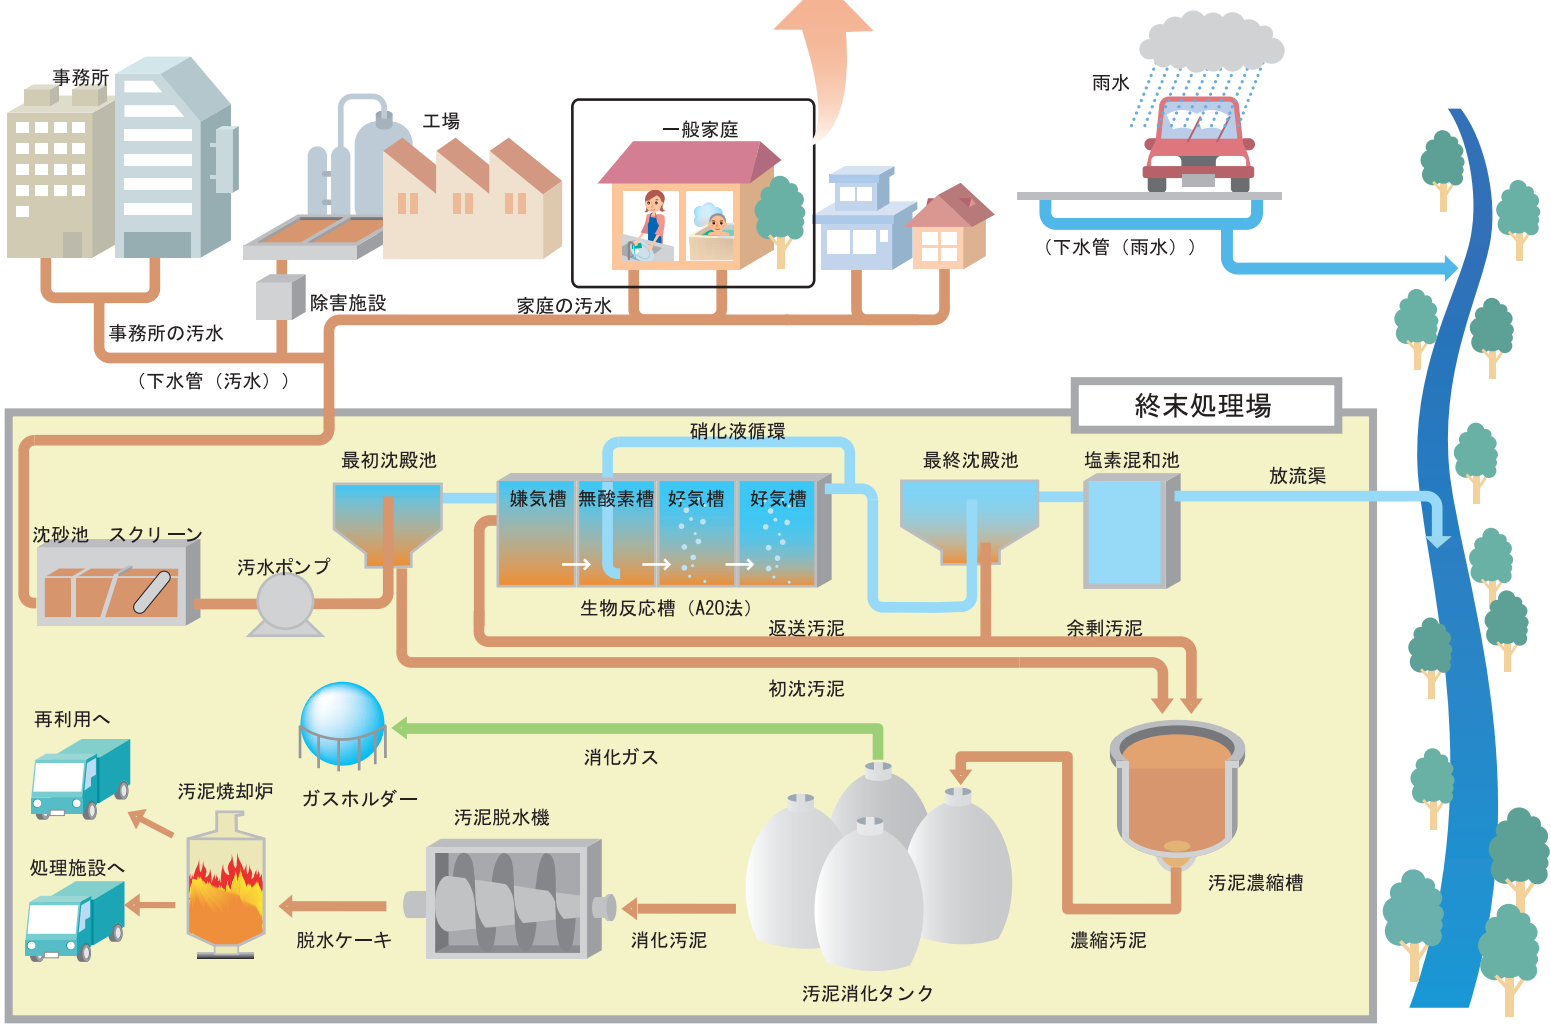 事務所
工場
一般家庭
雨水
(下水管(雨水))
除害施設
家庭の汚水
事務所の汚水
(下水管(汚水))
終末処理場
硝化液循環
最初沈殿池
最終沈殿池
塩素混和池
放流渠
嫌気槽
無酸素槽
好気槽
好気槽
沈砂池 スクリーン
汚水ポンプ
生物反応槽(A20法)
返送汚泥
余剰汚泥
初沈汚泥
再利用へ
消化ガス
ガスホルダー
汚泥焼却炉
汚泥脱水機
処理施設へ
汚泥濃縮槽
脱水ケーキ
消化汚泥
濃縮汚泥
汚泥消化タンク